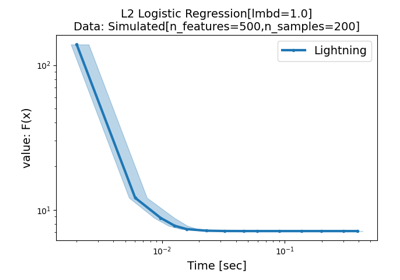 L2 Logistic Regression[lmbd=1.0]
Data: Simulated[n_features=500,n_samples=200]
Lightning
10²
10¹
value: F(x)
10⁻²
10⁻¹
Time [sec]